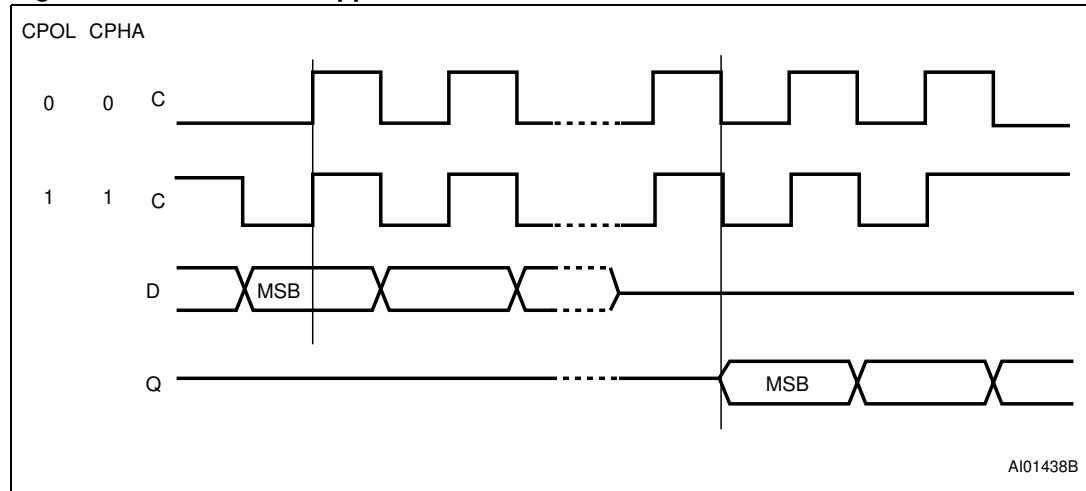 CPOL CPHA
0 0 C
1 1 C
D MSB
Q MSB
AI01438B